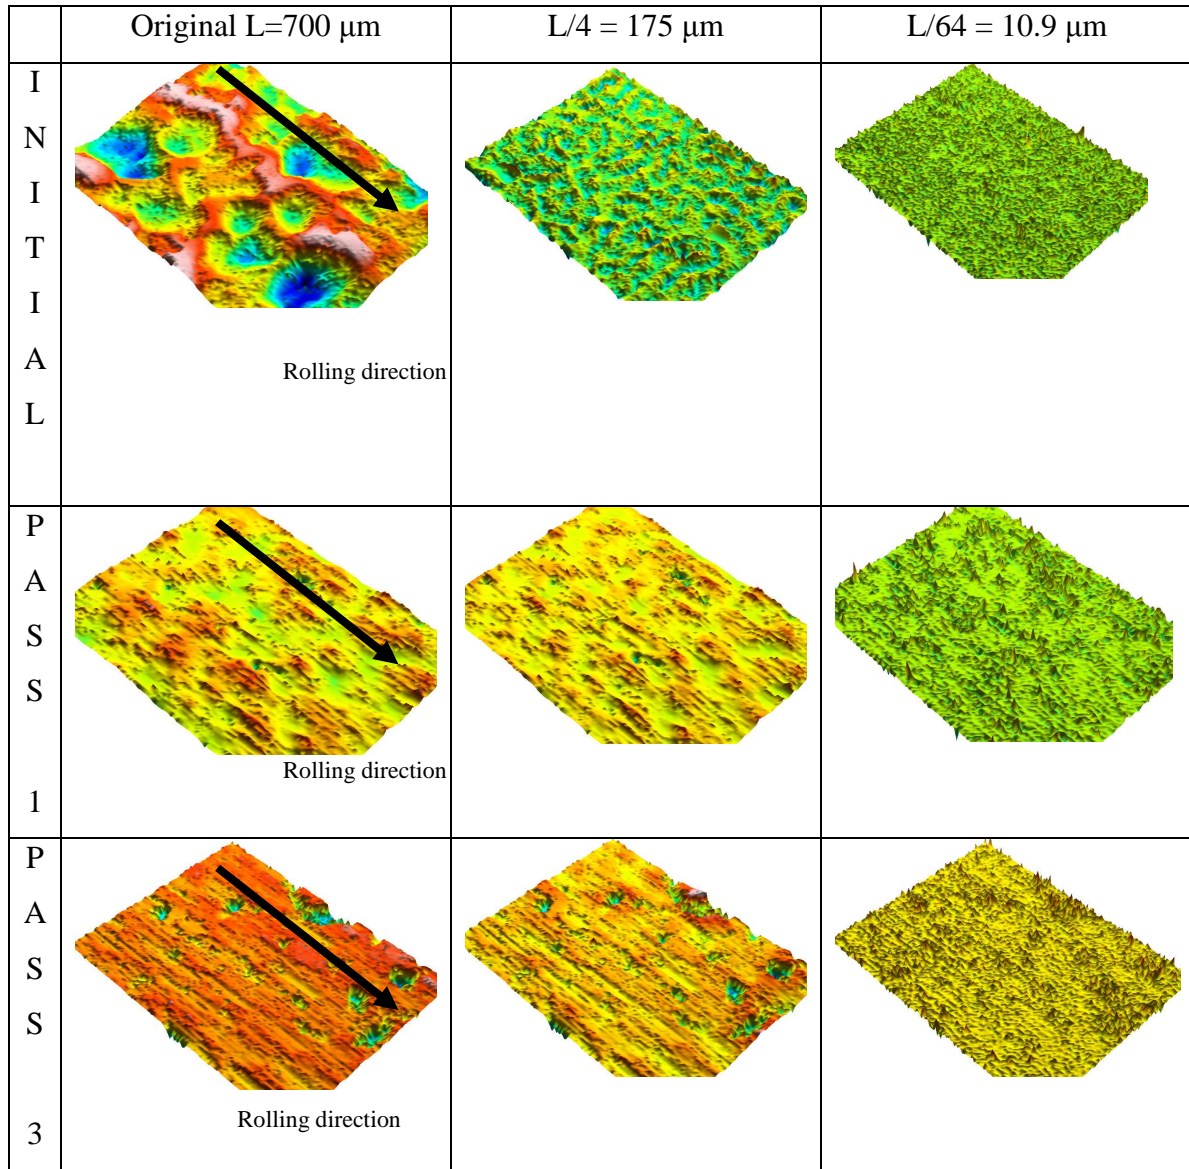 Original L=700 μm
L/4 = 175 μm
L/64 = 10.9 μm
I
N
I
T
I
A
L
Rolling direction
P
A
S
S
1
Rolling direction
P
A
S
S
3
Rolling direction